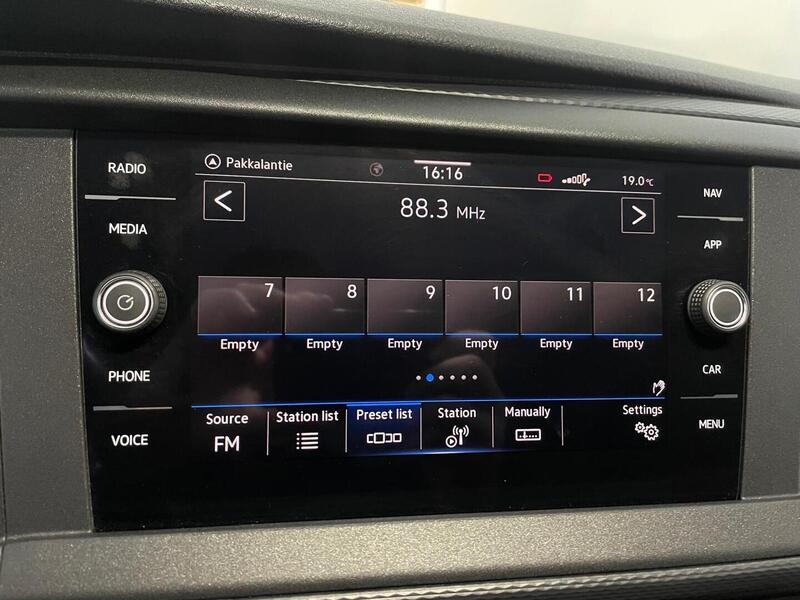 RADIO
MEDIA
PHONE
VOICE
Pakkalantie
16:16
19.0°C
88.3 MHz
7 8 9 10 11 12
Empty Empty Empty Empty Empty Empty
Source Station list Preset list Station Manually Settings
FM
NAV
APP
CAR
MENU